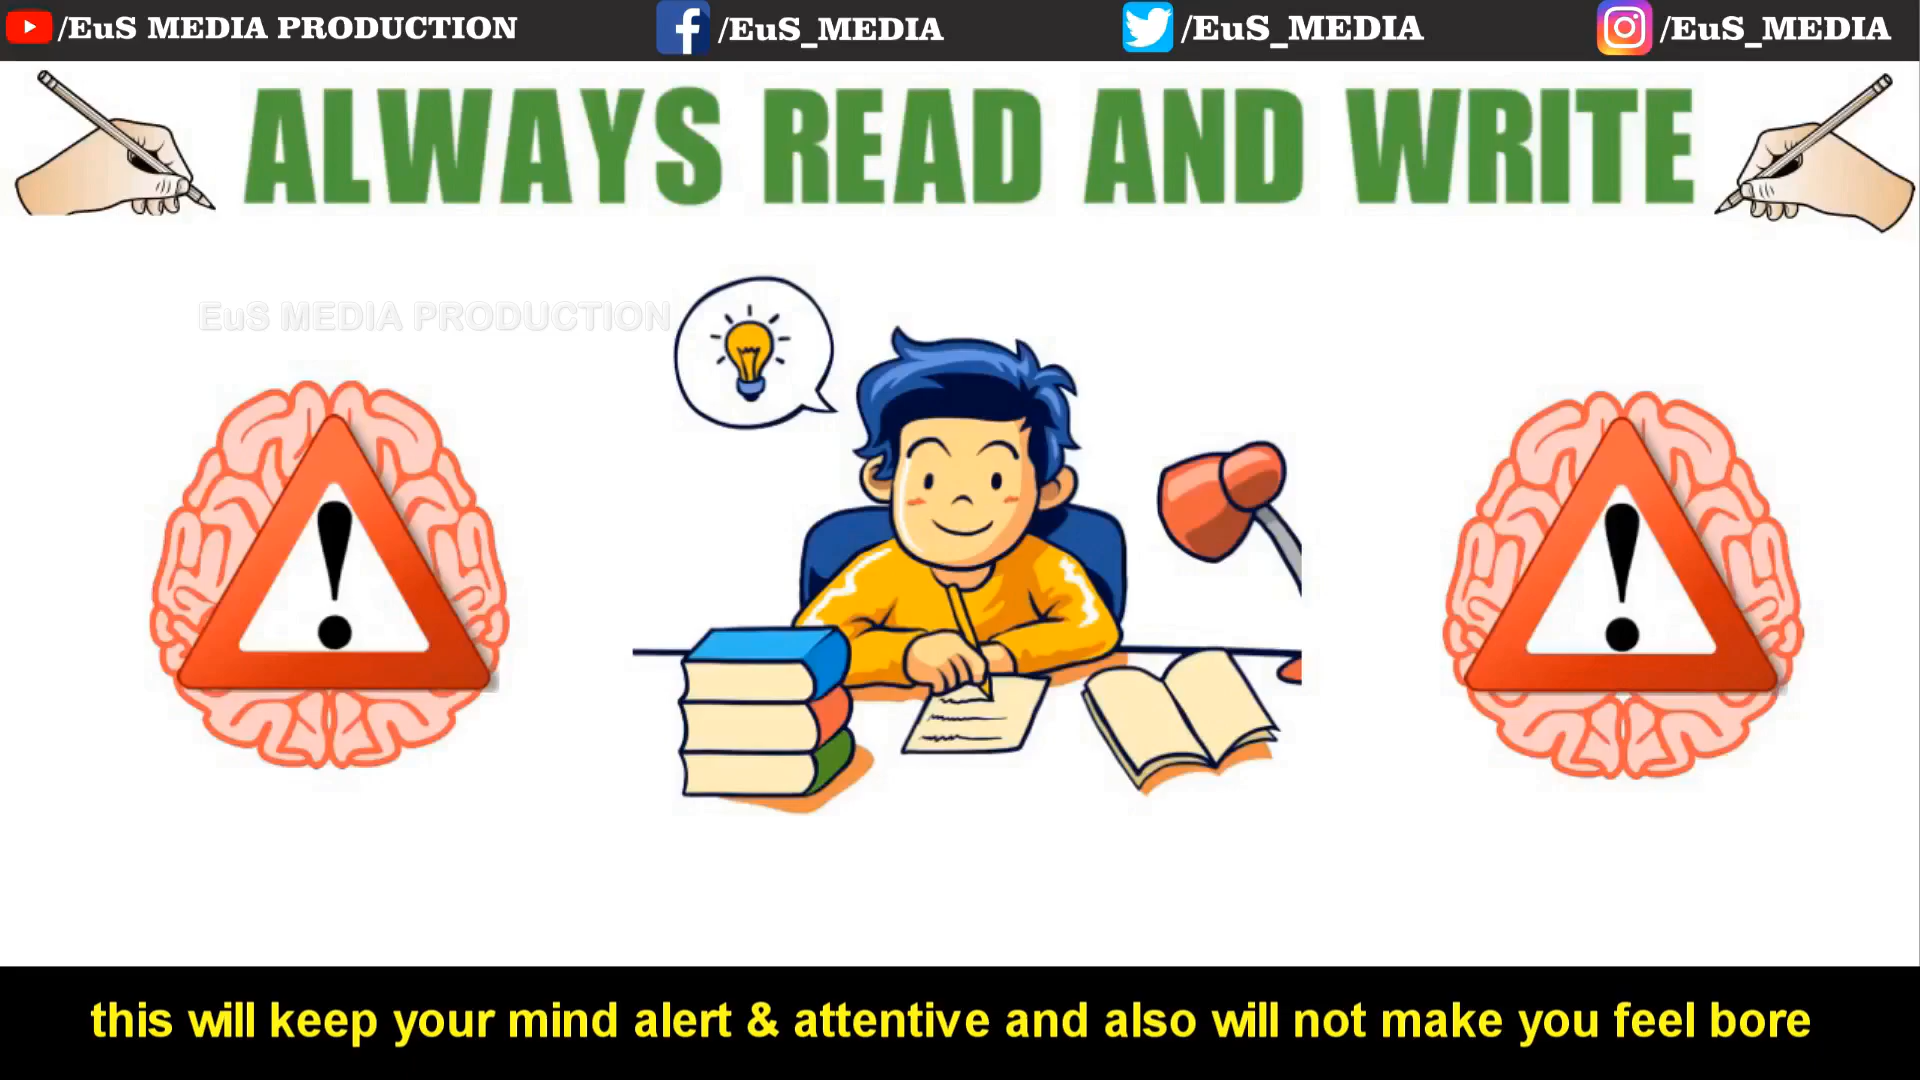 /EuS MEDIA PRODUCTION /EuS_MEDIA /EuS_MEDIA /EuS_MEDIA
ALWAYS READ AND WRITE
EuS MEDIA PRODUCTION
this will keep your mind alert & attentive and also will not make you feel bore